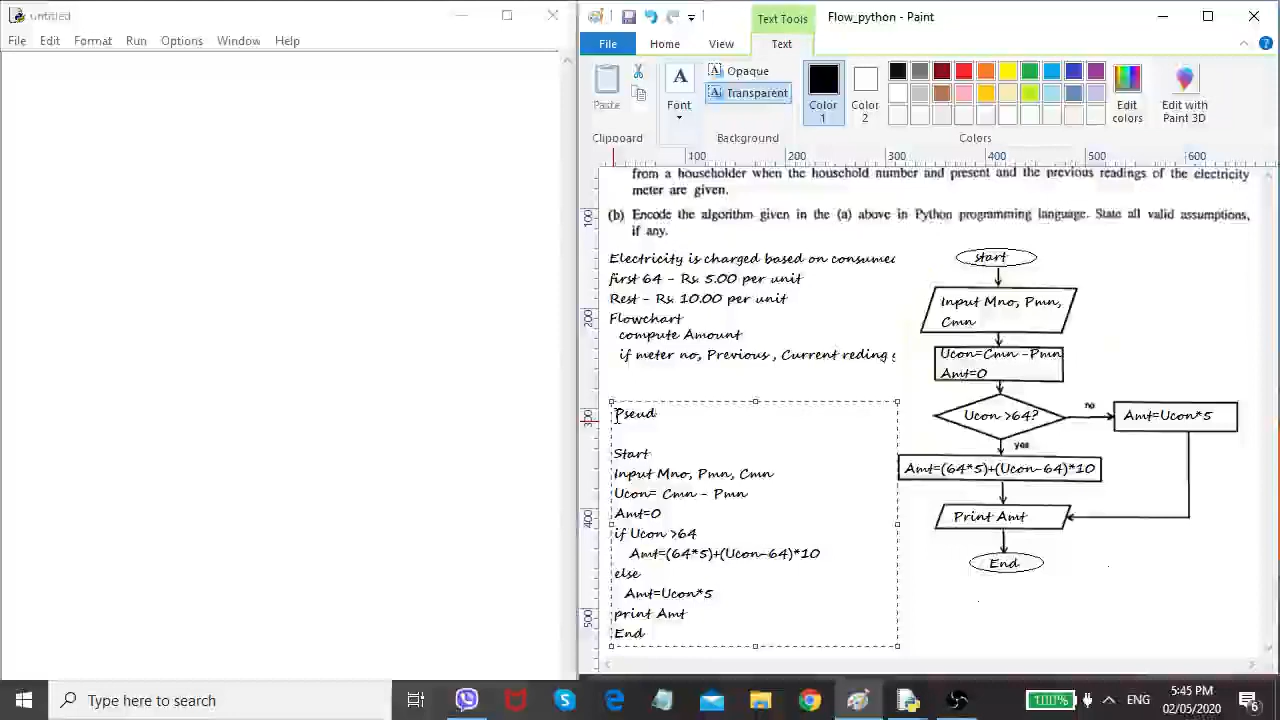 untitled
File Edit Format Run Options Window Help
Text Tools
Flow_python - Paint
File Home View Text
Paste
Clipboard
A
Font
Opaque
Transparent
Background
Color 1
Color 2
Edit colors
Edit with Paint 3D
Colors
100 200 300 400 500 600
100
200
300
400
500
from a householder when the household number and present and the previous readings of the electricity
meter are given.
(b) Encode the algorithm given in the (a) above in Python programming language. State all valid assumptions,
if any.
Electricity is charged based on consumed
first 64 - Rs. 5.00 per unit
Rest - Rs. 10.00 per unit
Flowchart
compute Amount
if meter no, Previous , Current reding
Pseud
Start
Input Mno, Pmn, Cmn
Ucon= Cmn - Pmn
Amt=0
if Ucon >64
Amt=(64*5)+(Ucon-64)*10
else
Amt=Ucon*5
print Amt
End
start
Input Mno, Pmn,
Cmn
Ucon=Cmn -Pmn
Amt=0
Ucon >64?
no
Amt=Ucon*5
yes
Amt=(64*5)+(Ucon-64)*10
Print Amt
End
Type here to search
100%
ENG
5:45 PM
02/05/2020
6